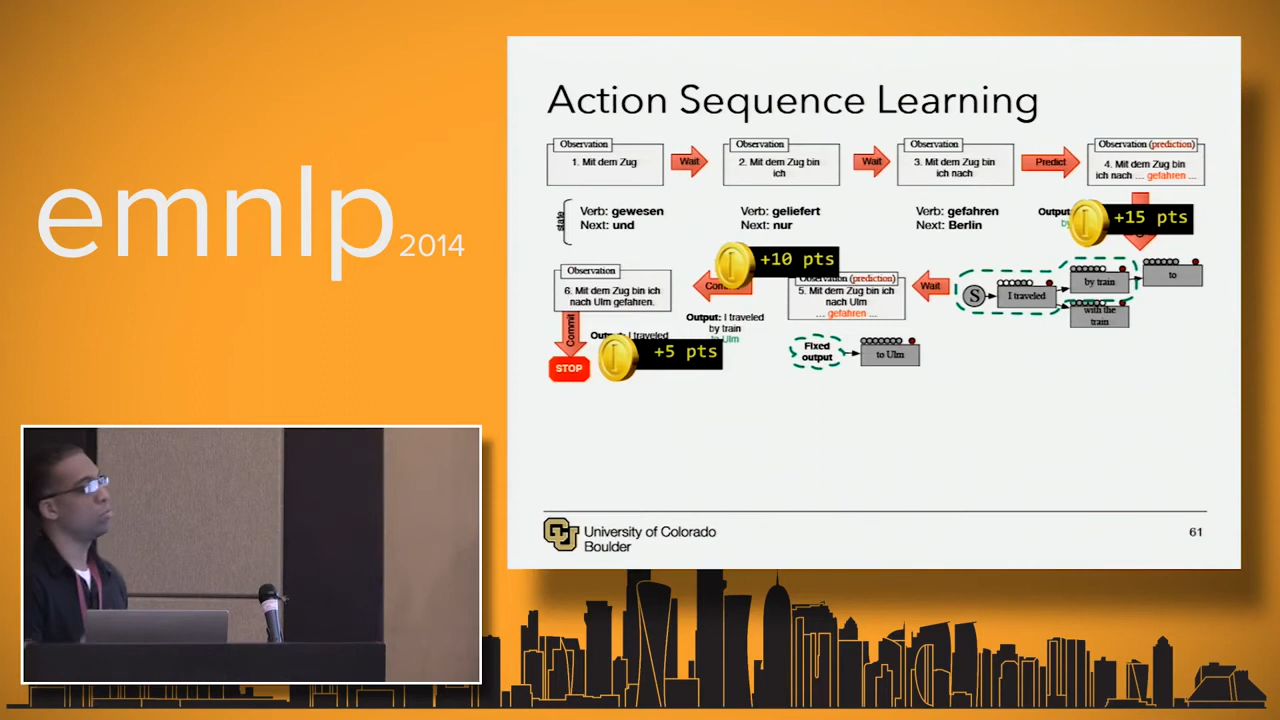 emnlp 2014
Action Sequence Learning
Observation
1. Mit dem Zug
Wait
Observation
2. Mit dem Zug bin
ich
Wait
Observation
3. Mit dem Zug bin
ich nach
Predict
Observation (prediction)
4. Mit dem Zug bin
ich nach ... gefahren ...
state
Verb: gewesen
Next: und
Verb: geliefert
Next: nur
Verb: gefahren
Next: Berlin
Output:
by
+15 pts
S
I traveled
by train
to
with the
train
Wait
Observation (prediction)
5. Mit dem Zug bin ich
nach Ulm
... gefahren ...
Fixed
output
to Ulm
+10 pts
Output: I traveled
by train
to Ulm
Observation
6. Mit dem Zug bin ich
nach Ulm gefahren.
Commit
Output: I traveled
+5 pts
STOP
CU
University of Colorado
Boulder
61